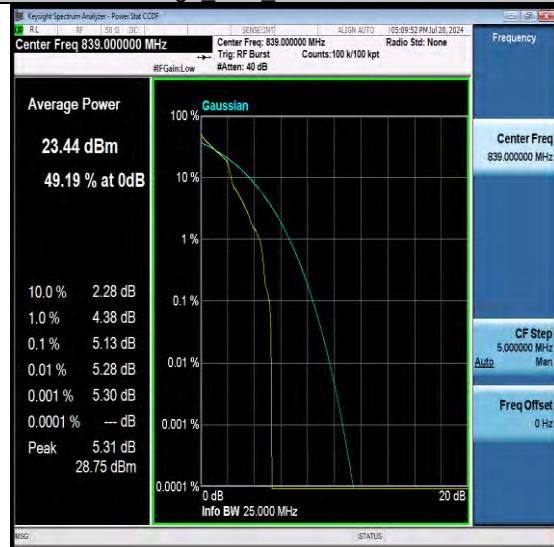 Keysight Spectrum Analyzer - Power Stat CCDF
RL RF 50 Ω DC SENSE:INT ALIGN AUTO 05:09:52 PM Jul 20, 2024
Center Freq 839.000000 MHz
Center Freq: 839.000000 MHz Radio Std: None
Trig: RF Burst Counts:100 k/100 kpt
#IFGain:Low #Atten: 40 dB
Frequency
Average Power
23.44 dBm
49.19 % at 0dB
10.0 % 2.28 dB
1.0 % 4.38 dB
0.1 % 5.13 dB
0.01 % 5.28 dB
0.001 % 5.30 dB
0.0001 % --- dB
Peak 5.31 dB
28.75 dBm
Gaussian
100 %
10 %
1 %
0.1 %
0.01 %
0.001 %
0.0001 %
0 dB 20 dB
Info BW 25.000 MHz
Center Freq
839.000000 MHz
CF Step
5.000000 MHz
Auto Man
Freq Offset
0 Hz
MSG STATUS